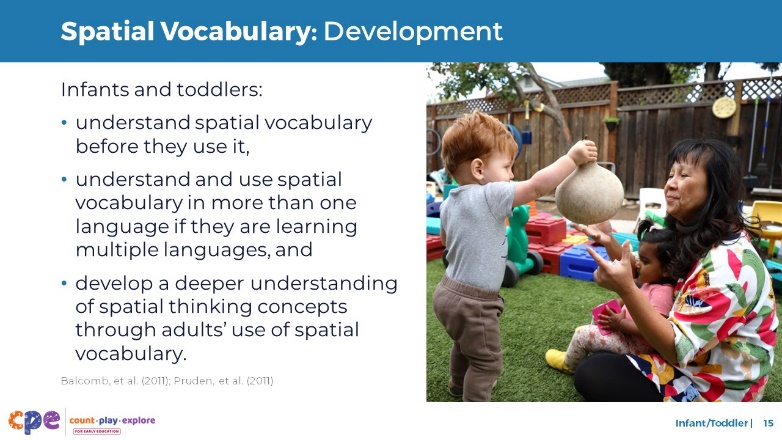 Spatial Vocabulary: Development
Infants and toddlers:
• understand spatial vocabulary
before they use it,
• understand and use spatial
vocabulary in more than one
language if they are learning
multiple languages, and
• develop a deeper understanding
of spatial thinking concepts
through adults' use of spatial
vocabulary.
Balcomb, et al. (2011); Pruden, et al. (2011)
cpe
count·play·explore
FOR EARLY EDUCATION
Infant/Toddler | 15